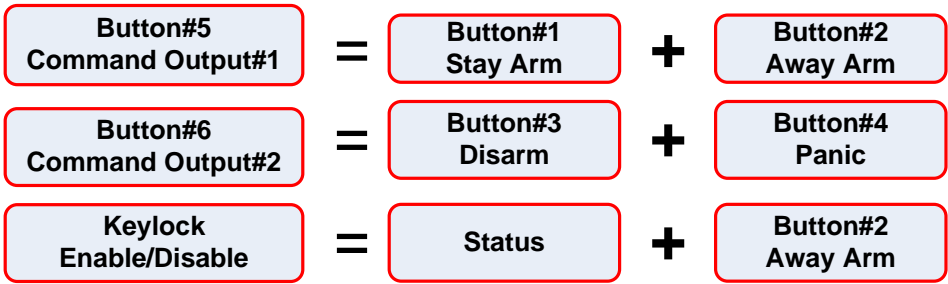 Button#5
Command Output#1
=
Button#1
Stay Arm
+
Button#2
Away Arm
Button#6
Command Output#2
=
Button#3
Disarm
+
Button#4
Panic
Keylock
Enable/Disable
=
Status
+
Button#2
Away Arm